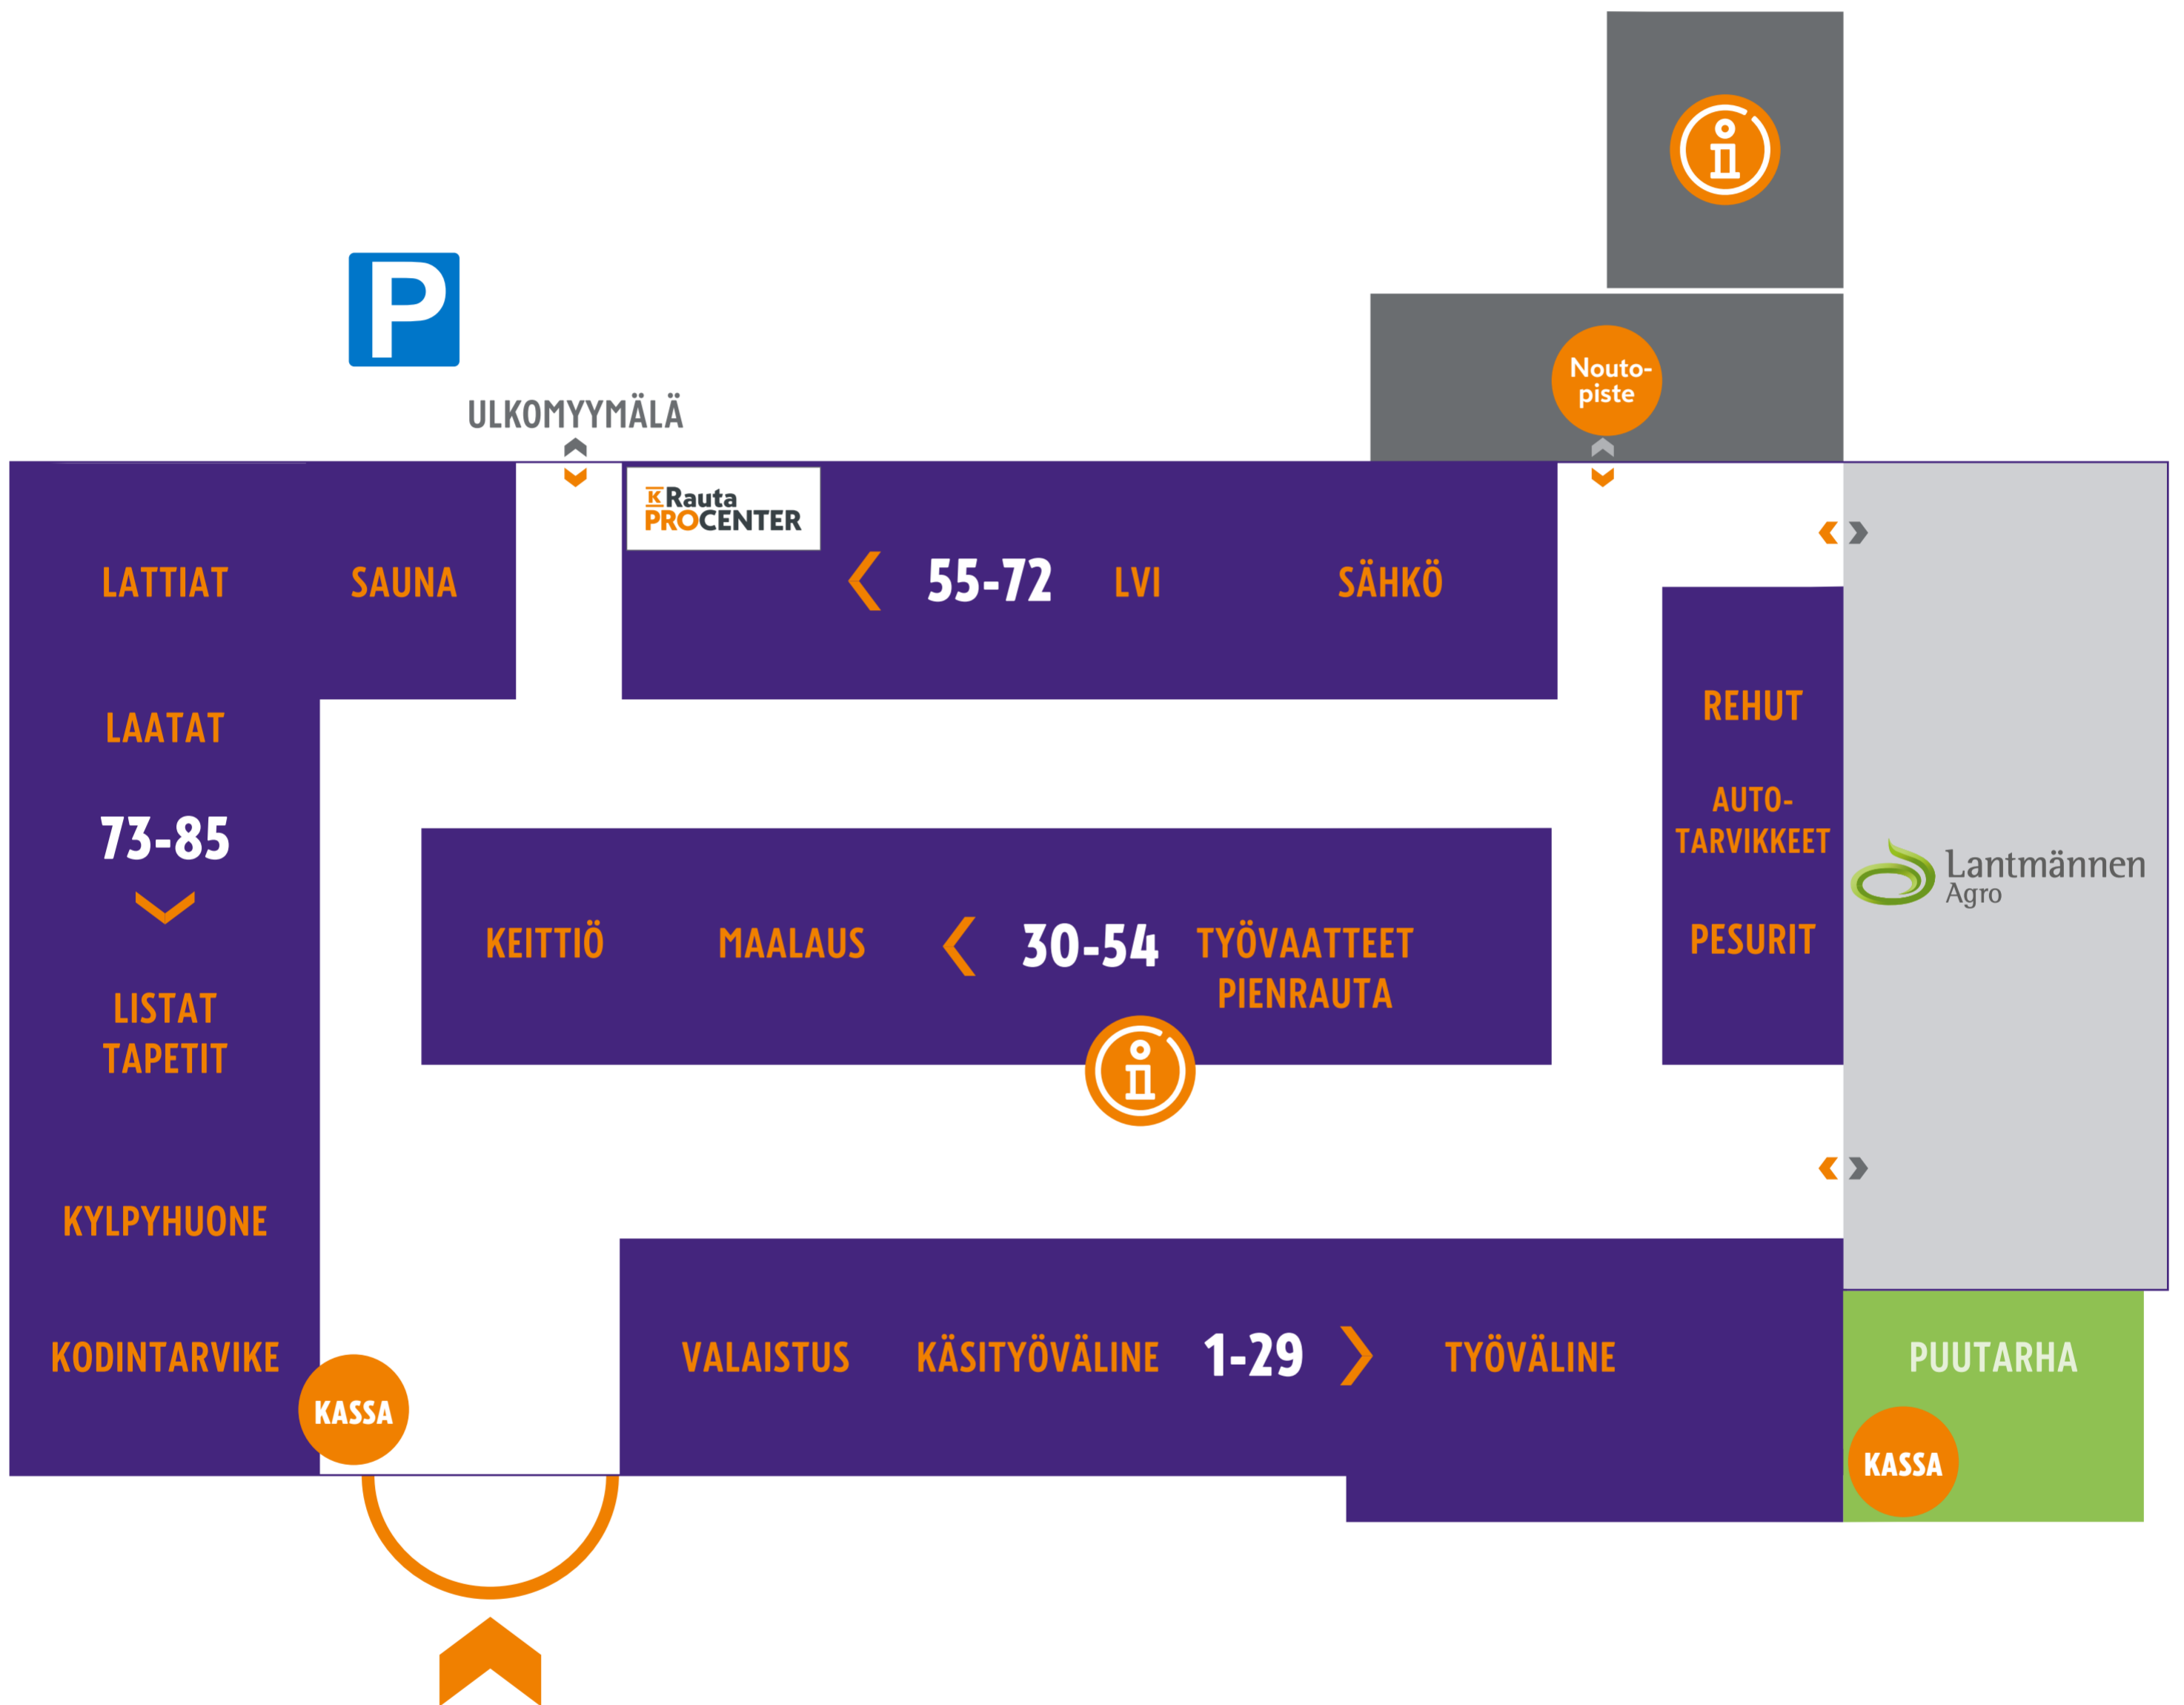 P
ULKOMYYMÄLÄ
Nouto-
piste
K Rauta
PROCENTER
LATTIAT
SAUNA
55-72
LVI
SÄHKÖ
LAATAT
73-85
LISTAT
TAPETIT
KYLPYHUONE
KODINTARVIKE
KASSA
REHUT
AUTO-
TARVIKKEET
PESURIT
Lantmännen
Agro
KEITTIÖ
MAALAUS
30-54
TYÖVAATTEET
PIENRAUTA
i
VALAISTUS
KÄSITYÖVÄLINE
1-29
TYÖVÄLINE
PUUTARHA
KASSA
i